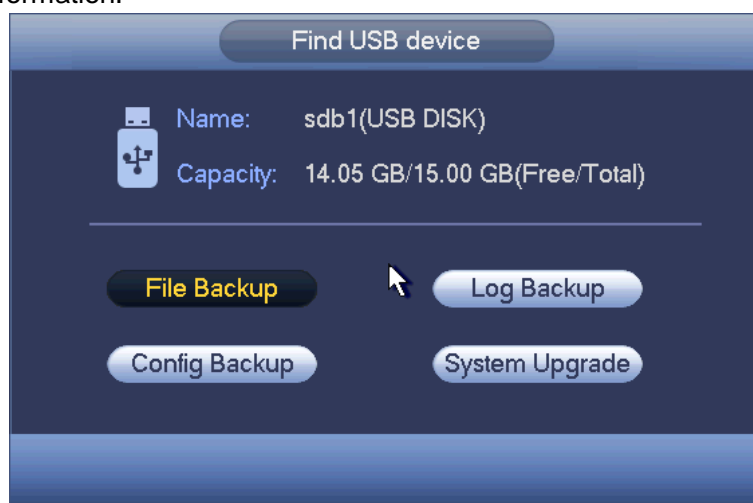 Find USB device
Name: sdb1(USB DISK)
Capacity: 14.05 GB/15.00 GB(Free/Total)
File Backup Log Backup
Config Backup System Upgrade